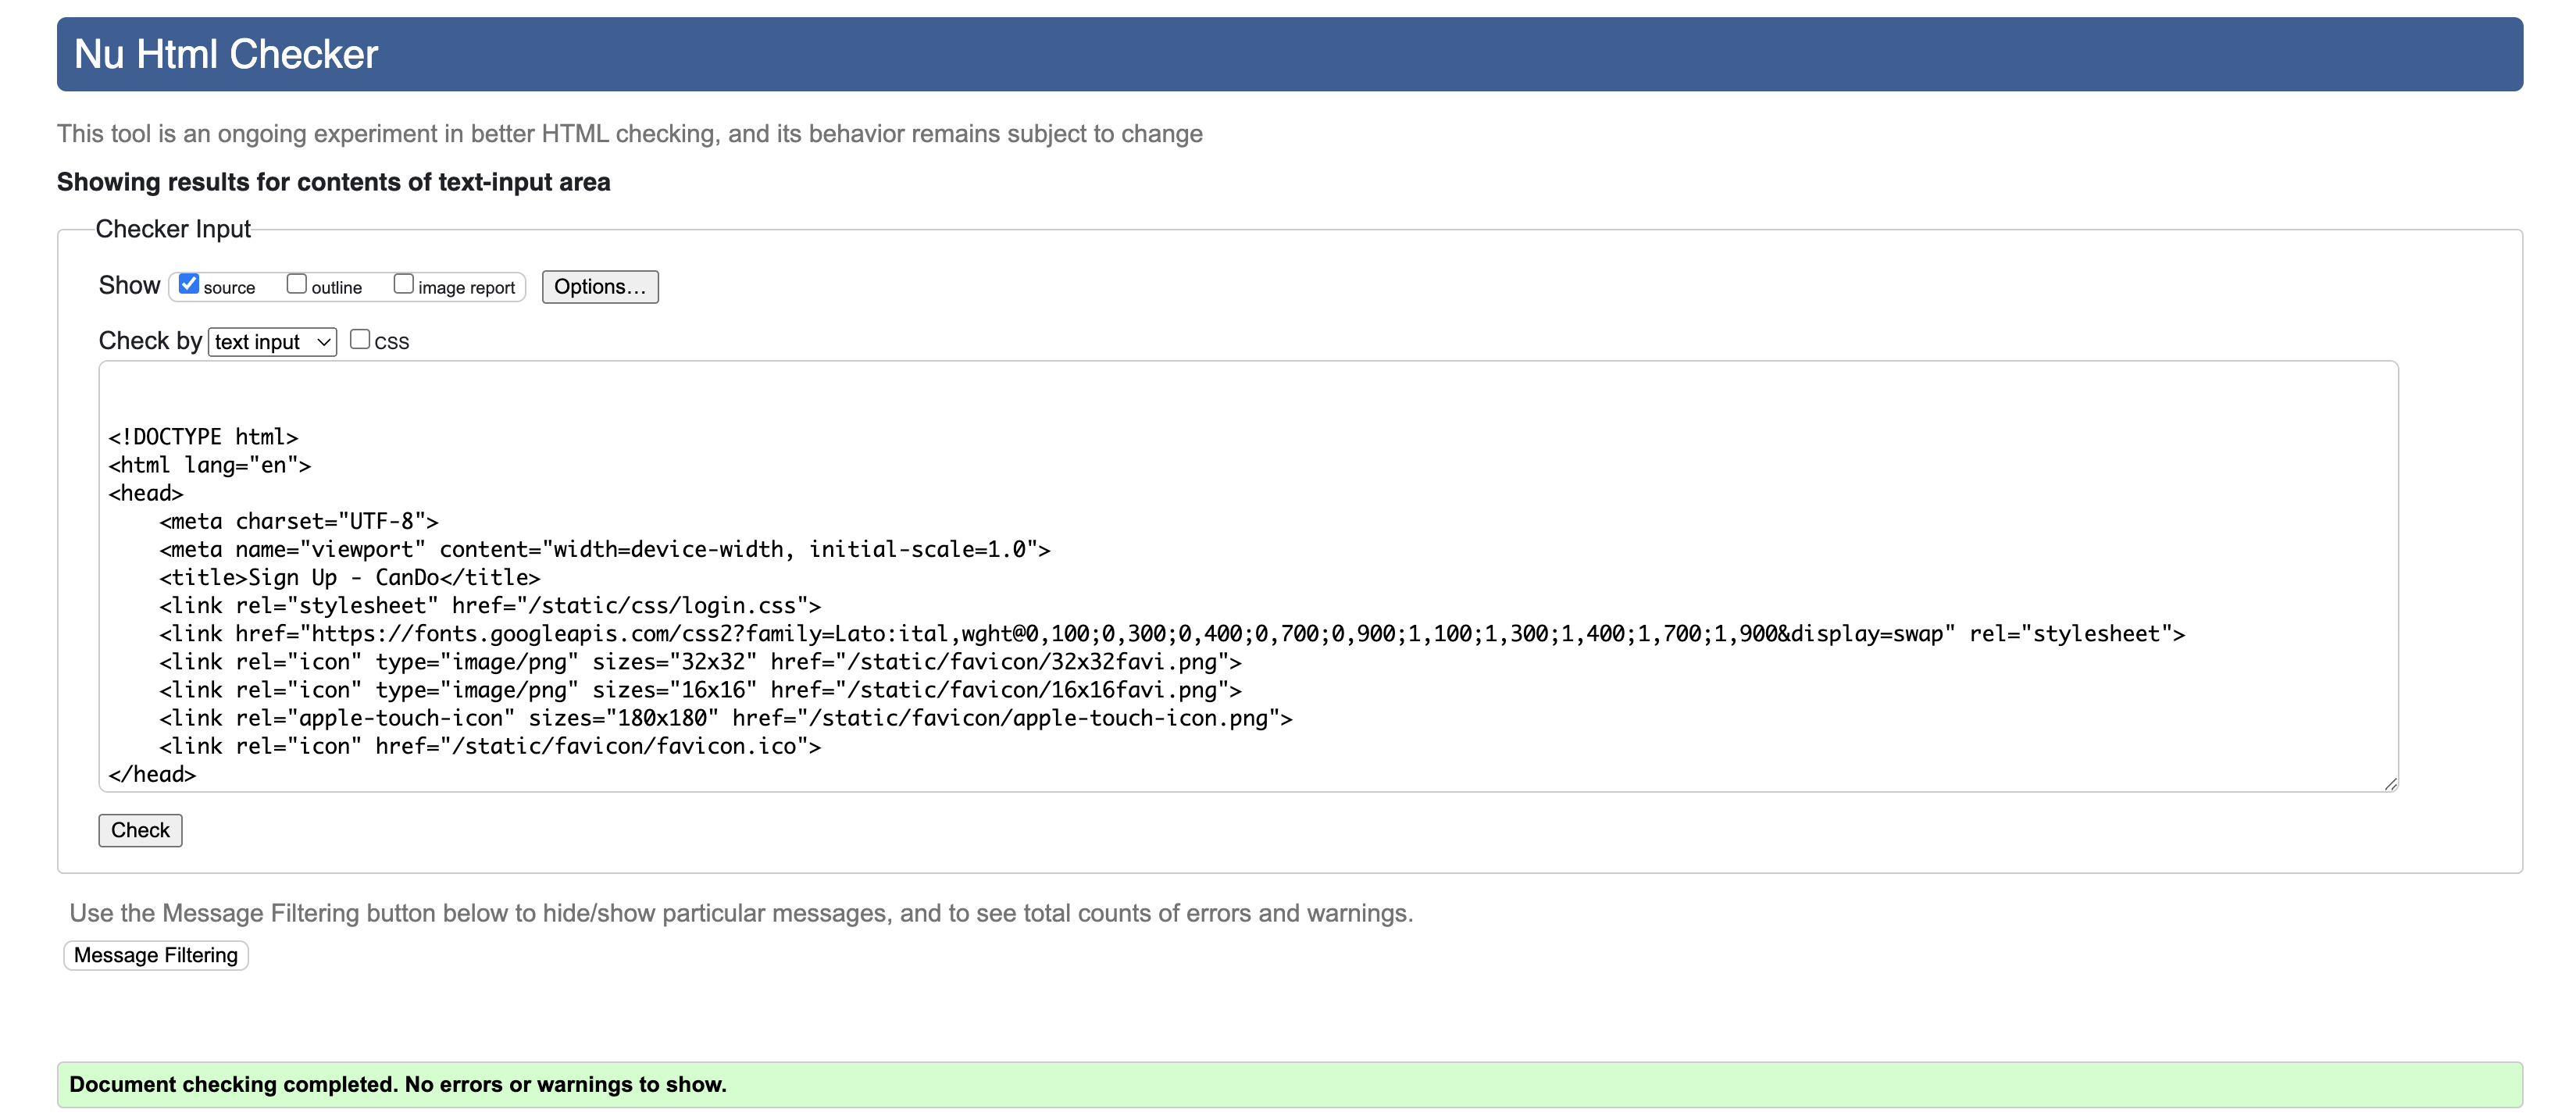 Nu Html Checker
This tool is an ongoing experiment in better HTML checking, and its behavior remains subject to change
Showing results for contents of text-input area
Checker Input
Show source outline image report Options...
Check by text input css
<!DOCTYPE html>
<html lang="en">
<head>
    <meta charset="UTF-8">
    <meta name="viewport" content="width=device-width, initial-scale=1.0">
    <title>Sign Up - CanDo</title>
    <link rel="stylesheet" href="/static/css/login.css">
    <link href="https://fonts.googleapis.com/css2?family=Lato:ital,wght@0,100;0,300;0,400;0,700;0,900;1,100;1,300;1,400;1,700;1,900&display=swap" rel="stylesheet">
    <link rel="icon" type="image/png" sizes="32x32" href="/static/favicon/32x32favi.png">
    <link rel="icon" type="image/png" sizes="16x16" href="/static/favicon/16x16favi.png">
    <link rel="apple-touch-icon" sizes="180x180" href="/static/favicon/apple-touch-icon.png">
    <link rel="icon" href="/static/favicon/favicon.ico">
</head>
Check
Use the Message Filtering button below to hide/show particular messages, and to see total counts of errors and warnings.
Message Filtering
Document checking completed. No errors or warnings to show.